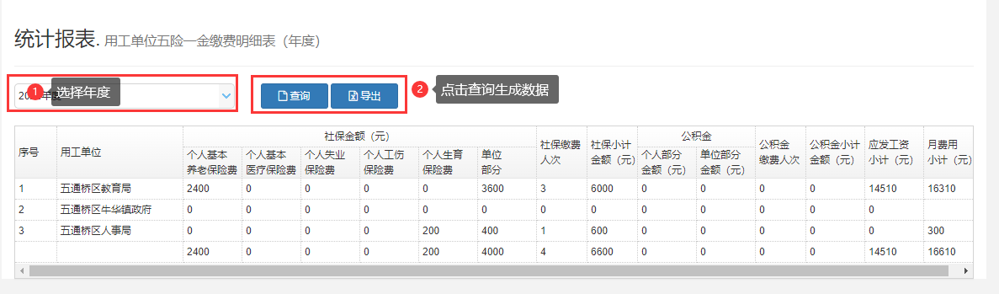 统计报表. 用工单位五险一金缴费明细表（年度）
1 选择年度
查询 导出 2 点击查询生成数据
序号 用工单位 社保金额（元） 社保缴费人次 社保小计金额（元） 公积金 公积金缴费人次 公积金小计金额（元） 应发工资小计（元） 月费用小计（元）
个人基本养老保险费 个人基本医疗保险费 个人失业保险费 个人工伤保险费 个人生育保险费 单位部分 个人部分金额（元） 单位部分金额（元）
1 五通桥区教育局 2400 0 0 0 0 3600 3 6000 0 0 0 0 14510 16310
2 五通桥区牛华镇政府 0 0 0 0 0 0 0 0 0 0 0 0 0
3 五通桥区人事局 0 0 0 0 200 400 1 600 0 0 0 0 0 300
2400 0 0 0 200 4000 4 6600 0 0 0 0 14510 16610